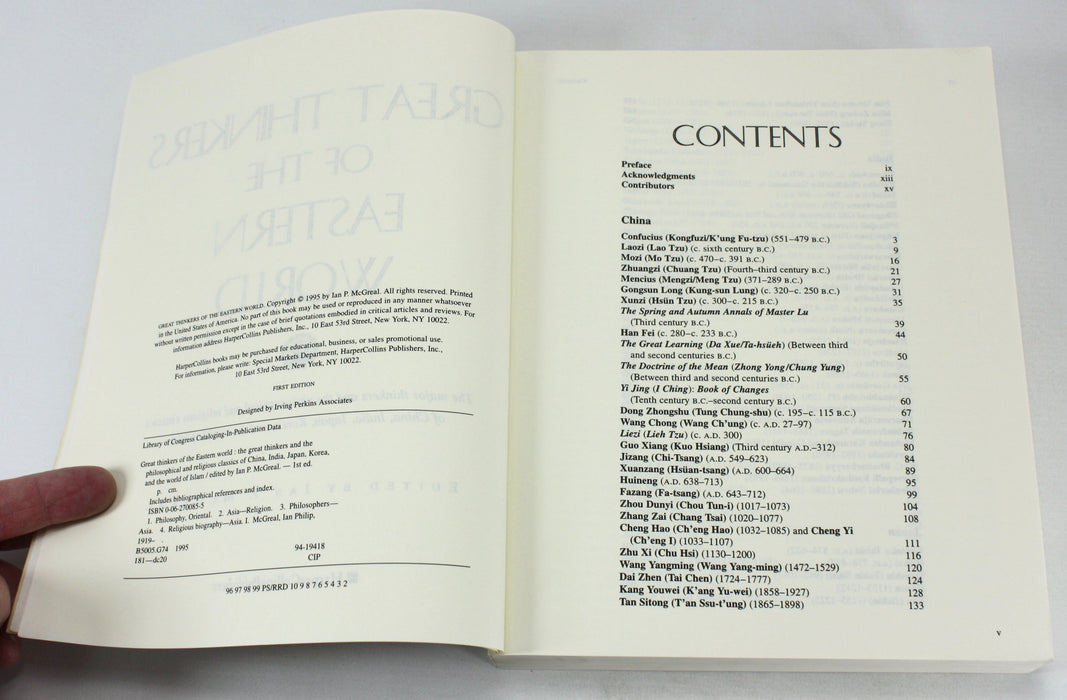 GREAT THINKERS
OF THE
EASTERN
WORLD
GREAT THINKERS OF THE EASTERN WORLD. Copyright © 1995 by Ian P. McGreal. All rights reserved. Printed
in the United States of America. No part of this book may be used or reproduced in any manner whatsoever
without written permission except in the case of brief quotations embodied in critical articles and reviews. For
information address HarperCollins Publishers, Inc., 10 East 53rd Street, New York, NY 10022.
HarperCollins books may be purchased for educational, business, or sales promotional use.
For information, please write: Special Markets Department, HarperCollins Publishers, Inc.,
10 East 53rd Street, New York, NY 10022.
FIRST EDITION
Designed by Irving Perkins Associates
Library of Congress Cataloging-In-Publication Data
Great thinkers of the Eastern world : the great thinkers and the
philosophical and religious classics of China, India, Japan, Korea,
and the world of Islam / edited by Ian P. McGreal. — 1st ed.
p. cm.
Includes bibliographical references and index.
ISBN 0-06-270085-5
1. Philosophy, Oriental. 2. Asia—Religion. 3. Philosophers—
Asia. 4. Religious biography—Asia. I. McGreal, Ian Philip,
1919– .
B5005.G74 1995 94-19418
181—dc20 CIP
96 97 98 99 PS/RRD 10 9 8 7 6 5 4 3 2
CONTENTS
Preface ix
Acknowledgments xiii
Contributors xv
China
Confucius (Kongfuzi/K'ung Fu-tzu) (551–479 B.C.) 3
Laozi (Lao Tzu) (c. sixth century B.C.) 9
Mozi (Mo Tzu) (c. 470–c. 391 B.C.) 16
Zhuangzi (Chuang Tzu) (Fourth–third century B.C.) 21
Mencius (Mengzi/Meng Tzu) (371–289 B.C.) 27
Gongsun Long (Kung-sun Lung) (c. 320–c. 250 B.C.) 31
Xunzi (Hsün Tzu) (c. 300–c. 215 B.C.) 35
The Spring and Autumn Annals of Master Lu
(Third century B.C.) 39
Han Fei (c. 280–c. 233 B.C.) 44
The Great Learning (Da Xue/Ta-hsüeh) (Between third
and second centuries B.C.) 50
The Doctrine of the Mean (Zhong Yong/Chung Yung)
(Between third and second centuries B.C.) 55
Yi Jing (I Ching): Book of Changes
(Tenth century B.C.–second century B.C.) 60
Dong Zhongshu (Tung Chung-shu) (c. 195–c. 115 B.C.) 67
Wang Chong (Wang Ch'ung) (c. A.D. 27–97) 71
Liezi (Lieh Tzu) (c. A.D. 300) 76
Guo Xiang (Kuo Hsiang) (Third century A.D.–312) 80
Jizang (Chi-Tsang) (A.D. 549–623) 84
Xuanzang (Hsüan-tsang) (A.D. 600–664) 89
Huineng (A.D. 638–713) 95
Fazang (Fa-tsang) (A.D. 643–712) 99
Zhou Dunyi (Chou Tun-i) (1017–1073) 104
Zhang Zai (Chang Tsai) (1020–1077) 108
Cheng Hao (Ch'eng Hao) (1032–1085) and Cheng Yi
(Ch'eng I) (1033–1107) 111
Zhu Xi (Chu Hsi) (1130–1200) 116
Wang Yangming (Wang Yang-ming) (1472–1529) 120
Dai Zhen (Tai Chen) (1724–1777) 124
Kang Youwei (K'ang Yu-wei) (1858–1927) 128
Tan Sitong (T'an Ssu-t'ung) (1865–1898) 133
v